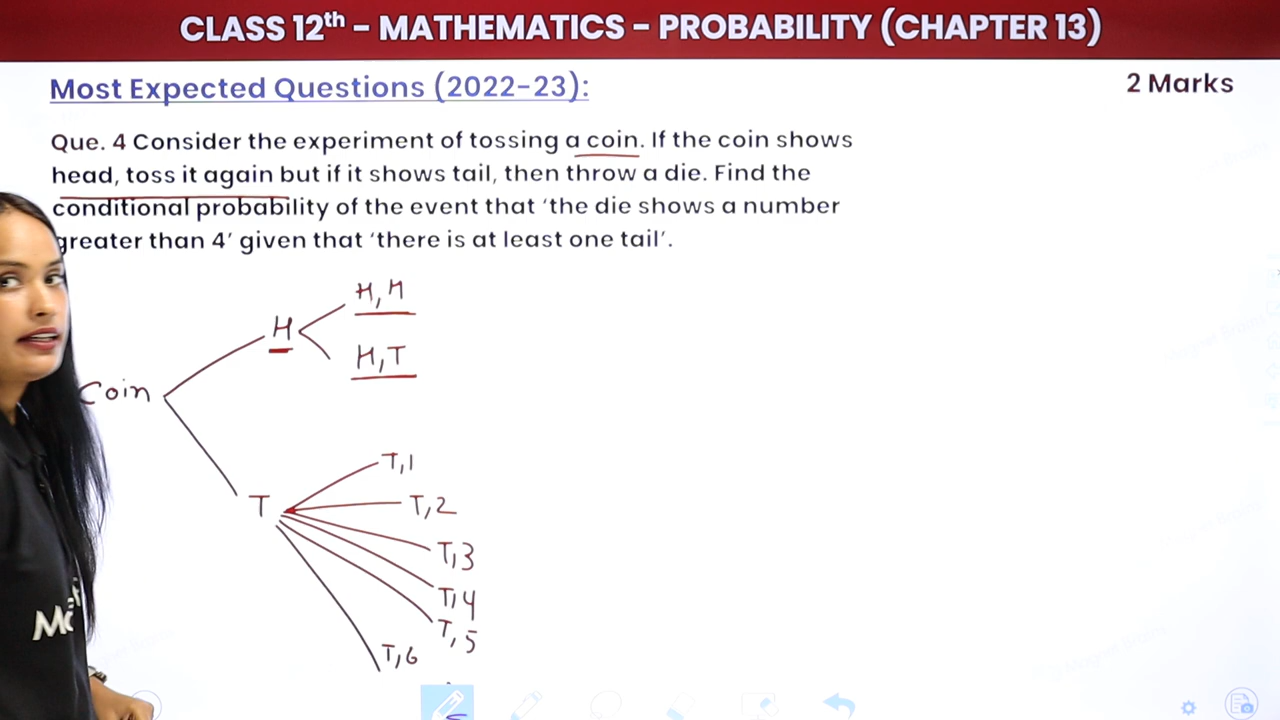 CLASS 12th – MATHEMATICS – PROBABILITY (CHAPTER 13)
Most Expected Questions (2022-23):
2 Marks
Que. 4 Consider the experiment of tossing a coin. If the coin shows
head, toss it again but if it shows tail, then throw a die. Find the
conditional probability of the event that ‘the die shows a number
greater than 4’ given that ‘there is at least one tail’.
H, H
H
H, T
Coin
T,1
T
T,2
T,3
T,4
T,5
T,6